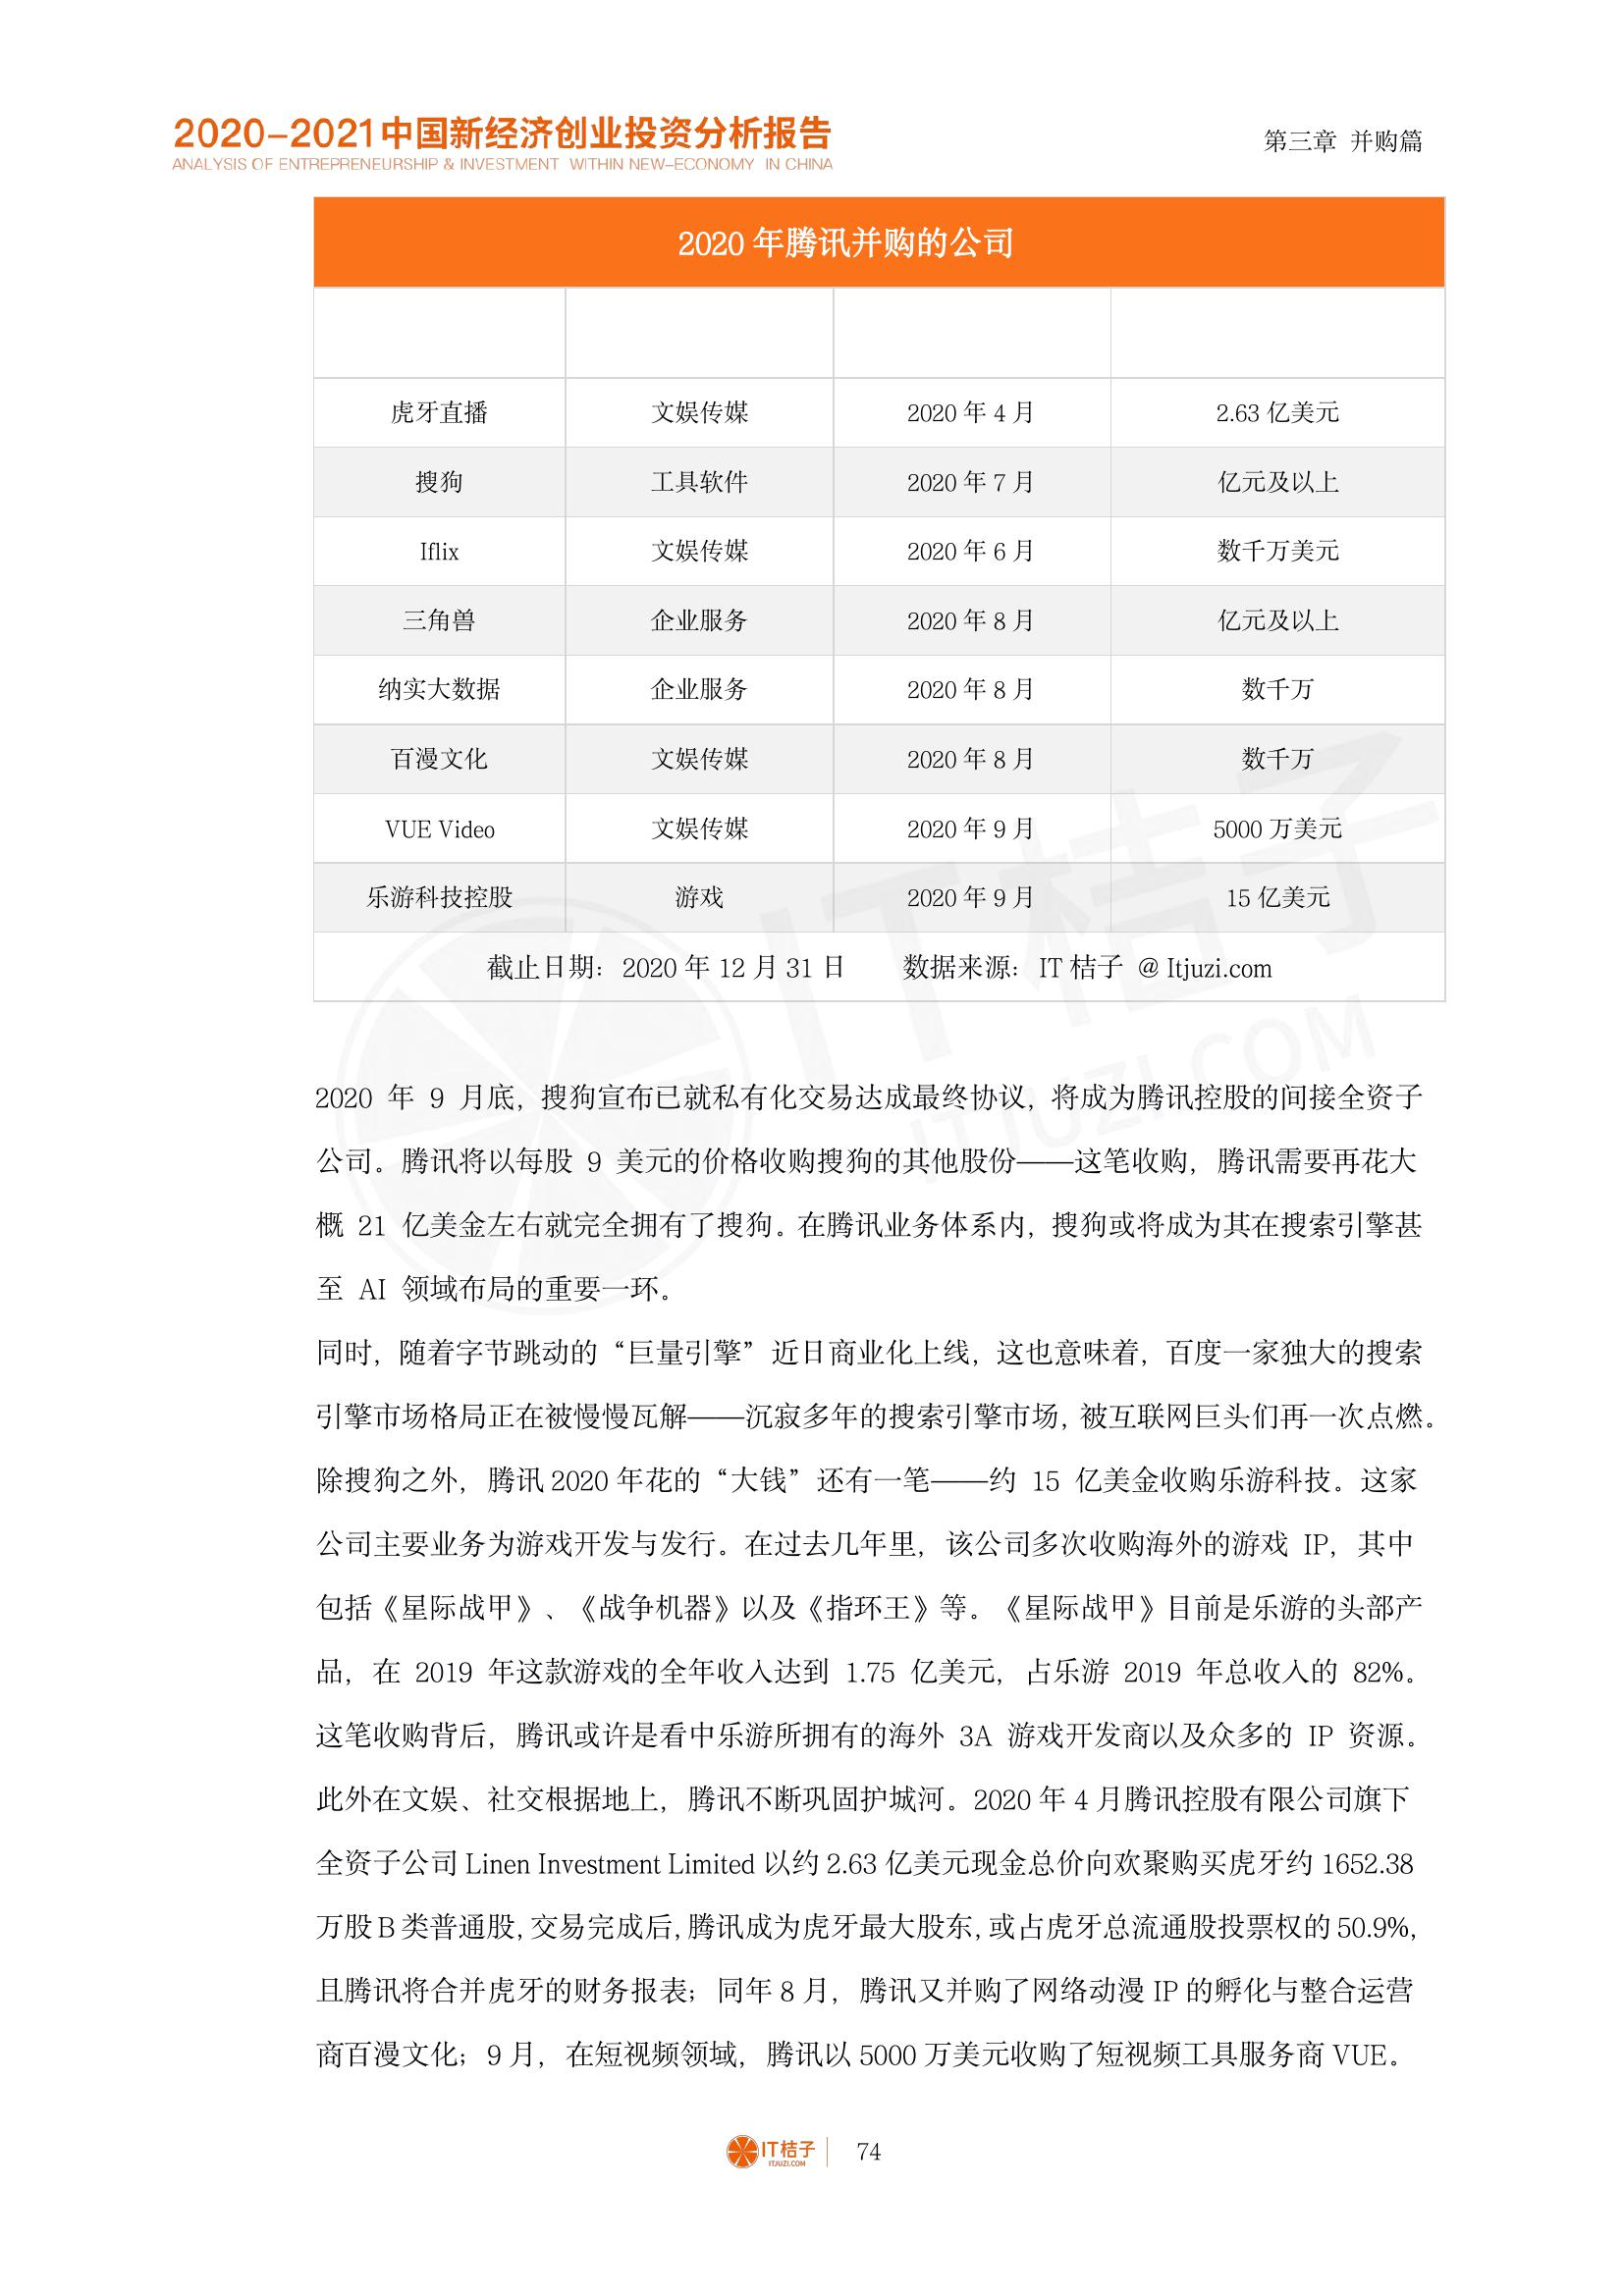 2020-2021中国新经济创业投资分析报告
ANALYSIS OF ENTREPRENEURSHIP & INVESTMENT WITHIN NEW-ECONOMY IN CHINA
第三章 并购篇
2020 年腾讯并购的公司
虎牙直播 文娱传媒 2020 年 4 月 2.63 亿美元
搜狗 工具软件 2020 年 7 月 亿元及以上
Iflix 文娱传媒 2020 年 6 月 数千万美元
三角兽 企业服务 2020 年 8 月 亿元及以上
纳实大数据 企业服务 2020 年 8 月 数千万
百漫文化 文娱传媒 2020 年 8 月 数千万
VUE Video 文娱传媒 2020 年 9 月 5000 万美元
乐游科技控股 游戏 2020 年 9 月 15 亿美元
截止日期：2020 年 12 月 31 日 数据来源：IT 桔子 @ Itjuzi.com
IT桔子
ITJUZI.COM
2020 年 9 月底，搜狗宣布已就私有化交易达成最终协议，将成为腾讯控股的间接全资子
公司。腾讯将以每股 9 美元的价格收购搜狗的其他股份——这笔收购，腾讯需要再花大
概 21 亿美金左右就完全拥有了搜狗。在腾讯业务体系内，搜狗或将成为其在搜索引擎甚
至 AI 领域布局的重要一环。
同时，随着字节跳动的“巨量引擎”近日商业化上线，这也意味着，百度一家独大的搜索
引擎市场格局正在被慢慢瓦解——沉寂多年的搜索引擎市场，被互联网巨头们再一次点燃。
除搜狗之外，腾讯 2020 年花的“大钱”还有一笔——约 15 亿美金收购乐游科技。这家
公司主要业务为游戏开发与发行。在过去几年里，该公司多次收购海外的游戏 IP，其中
包括《星际战甲》、《战争机器》以及《指环王》等。《星际战甲》目前是乐游的头部产
品，在 2019 年这款游戏的全年收入达到 1.75 亿美元，占乐游 2019 年总收入的 82%。
这笔收购背后，腾讯或许是看中乐游所拥有的海外 3A 游戏开发商以及众多的 IP 资源。
此外在文娱、社交根据地上，腾讯不断巩固护城河。2020 年 4 月腾讯控股有限公司旗下
全资子公司 Linen Investment Limited 以约 2.63 亿美元现金总价向欢聚购买虎牙约 1652.38
万股 B 类普通股，交易完成后，腾讯成为虎牙最大股东，或占虎牙总流通股投票权的 50.9%，
且腾讯将合并虎牙的财务报表；同年 8 月，腾讯又并购了网络动漫 IP 的孵化与整合运营
商百漫文化；9 月，在短视频领域，腾讯以 5000 万美元收购了短视频工具服务商 VUE。
IT桔子
ITJUZI.COM
74